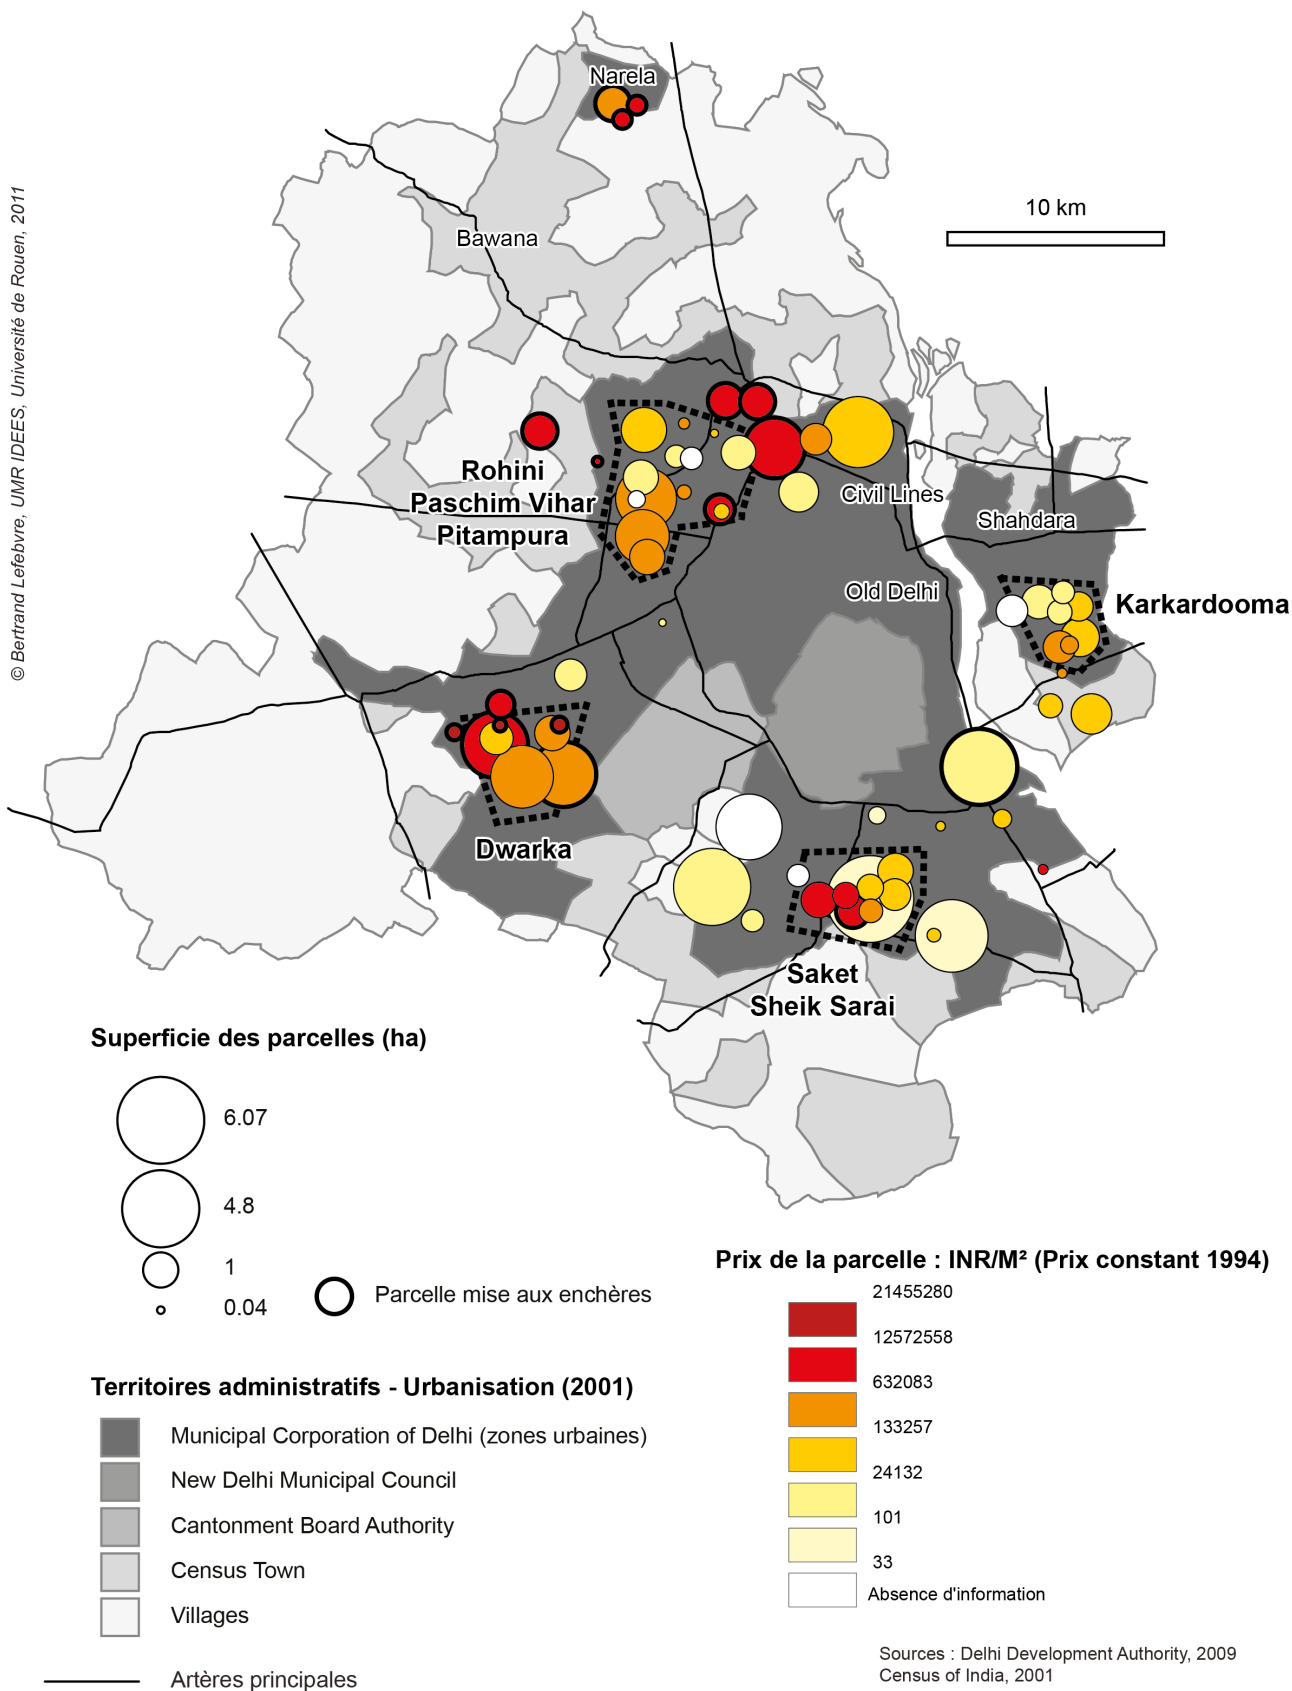 © Bertrand Lefebvre, UMR IDEES, Université de Rouen, 2011
Narela
10 km
Bawana
Rohini
Paschim Vihar
Pitampura
Civil Lines
Shahdara
Old Delhi
Karkardooma
Dwarka
Saket
Sheik Sarai
Superficie des parcelles (ha)
6.07
4.8
1
0.04
Parcelle mise aux enchères
Territoires administratifs - Urbanisation (2001)
Municipal Corporation of Delhi (zones urbaines)
New Delhi Municipal Council
Cantonment Board Authority
Census Town
Villages
Artères principales
Prix de la parcelle : INR/M² (Prix constant 1994)
21455280
12572558
632083
133257
24132
101
33
Absence d'information
Sources : Delhi Development Authority, 2009
Census of India, 2001